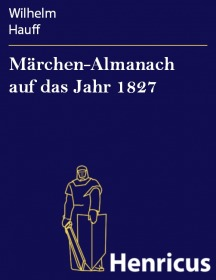 Wilhelm
Hauff
Märchen-Almanach
auf das Jahr 1827
Henricus